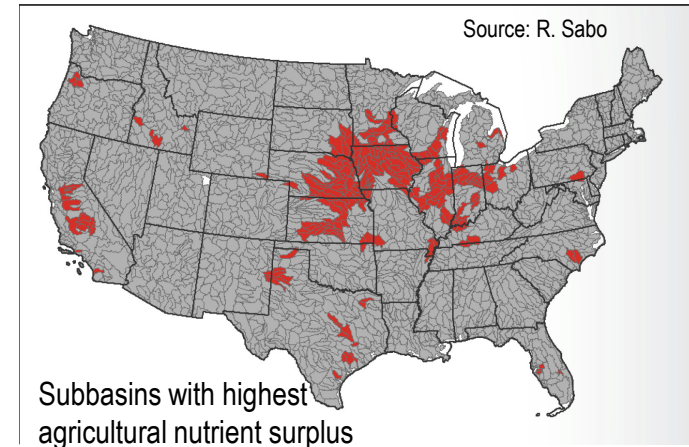 Source: R. Sabo
Subbasins with highest
agricultural nutrient surplus